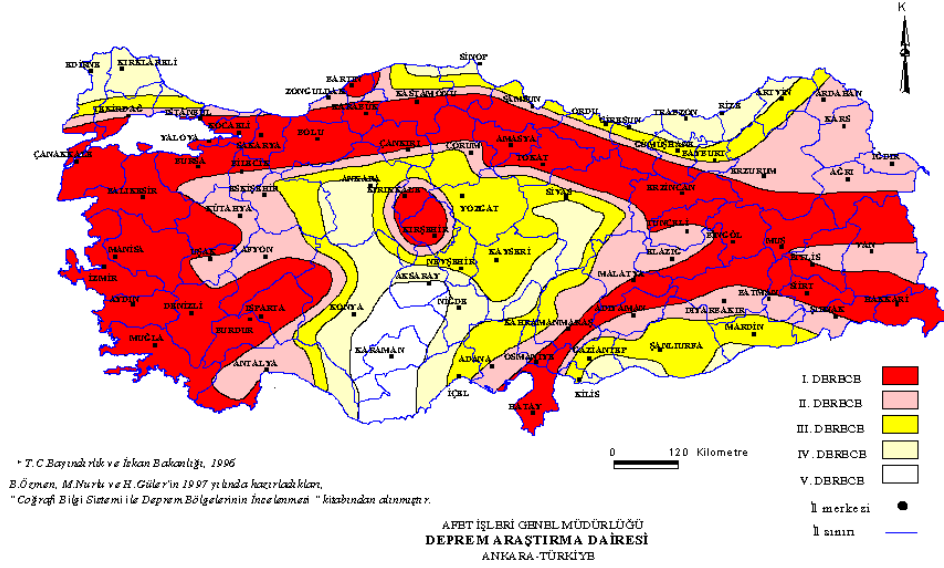 K
SİNOP
EDİRNE KIRKLARELİ
BARTIN
ZONGULDAK KASTAMONU
ARTVİN ARDAHAN
TEKİRDAĞ İSTANBUL KARABÜK SAMSUN ORDU GİRESUN TRABZON RİZE
KOCAELİ KARS
YALOVA SAKARYA BOLU ÇANKIRI AMASYA GÜMÜŞHANE BAYBURT
ÇANAKKALE BURSA BİLECİK ÇORUM TOKAT ERZURUM AĞRI IĞDIR
BALIKESİR ESKİŞEHİR ANKARA KIRIKKALE YOZGAT SİVAS ERZİNCAN
KÜTAHYA KIRŞEHİR TUNCELİ BİNGÖL MUŞ
MANİSA UŞAK AFYON NEVŞEHİR KAYSERİ ELAZIĞ BİTLİS VAN
İZMİR AKSARAY MALATYA
AYDIN DENİZLİ ISPARTA KONYA NİĞDE ADIYAMAN DİYARBAKIR BATMAN SİİRT HAKKARİ
BURDUR KAHRAMANMARAŞ ŞIRNAK
MUĞLA KARAMAN ADANA OSMANİYE GAZİANTEP ŞANLIURFA MARDİN
ANTALYA
İÇEL KİLİS
HATAY
I. DERECE
II. DERECE
III. DERECE
IV. DERECE
V. DERECE
İl merkezi
İl sınırı
0 120 Kilometre
* T.C.Bayındırlık ve İskan Bakanlığı, 1996
B.Özmen, M.Nurlu ve H.Güler'in 1997 yılında hazırladıkları,
"Coğrafi Bilgi Sistemi ile Deprem Bölgelerinin İncelenmesi " kitabından alınmıştır.
AFET İŞLERİ GENEL MÜDÜRLÜĞÜ
DEPREM ARAŞTIRMA DAİRESİ
ANKARA-TÜRKİYE